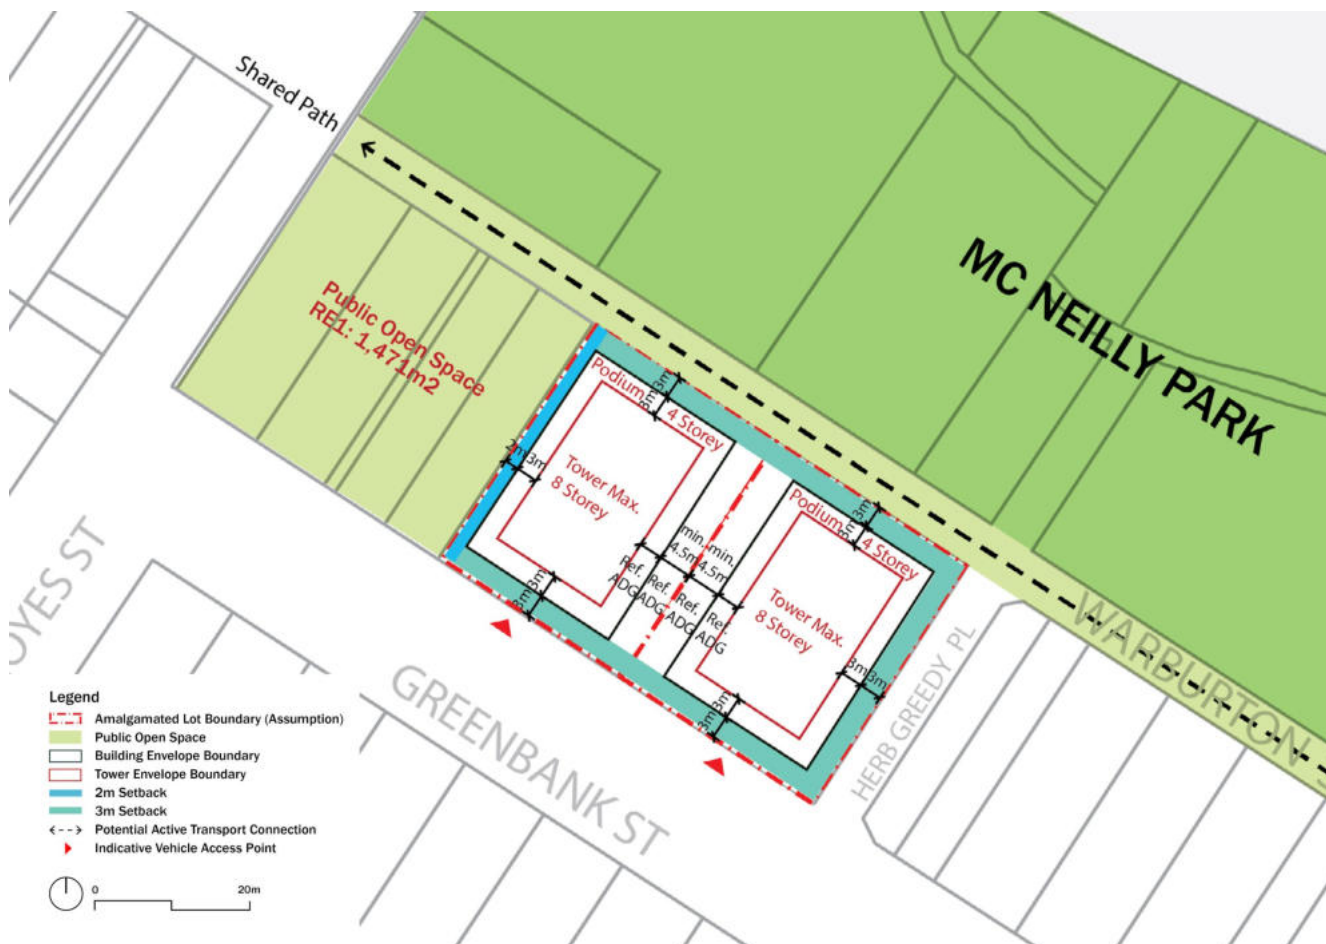 Shared Path
MC NEILLY PARK
Public Open Space
RE1: 1,471m2
Podium
4 Storey
3m
3m
Tower Max.
8 Storey
2m
3m
3m
3m
min.
4.5m
min.
4.5m
Ref.
ADG
Ref.
ADG
Ref.
ADG
Ref.
ADG
Podium
4 Storey
3m
3m
Tower Max.
8 Storey
3m
3m
3m
3m
OYES ST
GREENBANK ST
HERB GREEDY PL
WARBURTON
Legend
Amalgamated Lot Boundary (Assumption)
Public Open Space
Building Envelope Boundary
Tower Envelope Boundary
2m Setback
3m Setback
Potential Active Transport Connection
Indicative Vehicle Access Point
0 20m